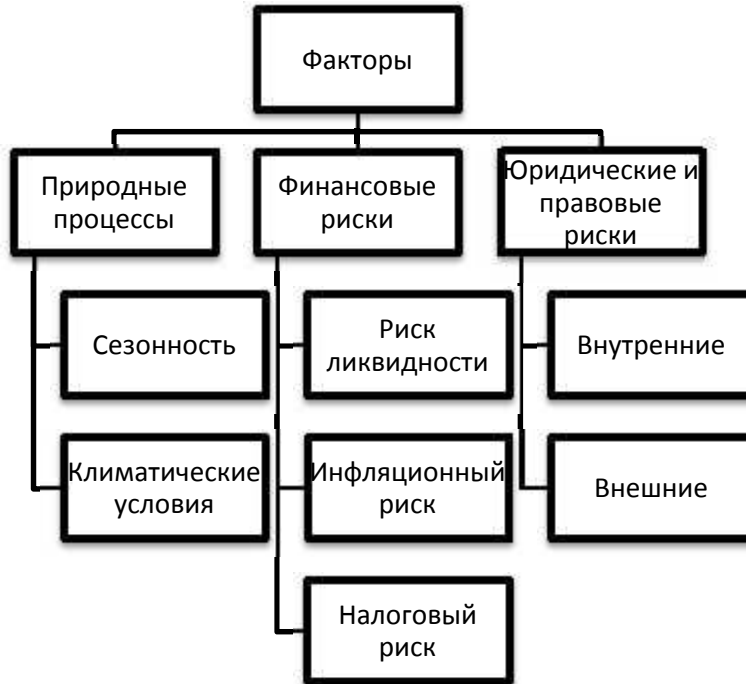 Факторы
Природные
процессы
Финансовые
риски
Юридические и
правовые
риски
Сезонность
Риск
ликвидности
Внутренние
Климатические
условия
Инфляционный
риск
Внешние
Налоговый
риск